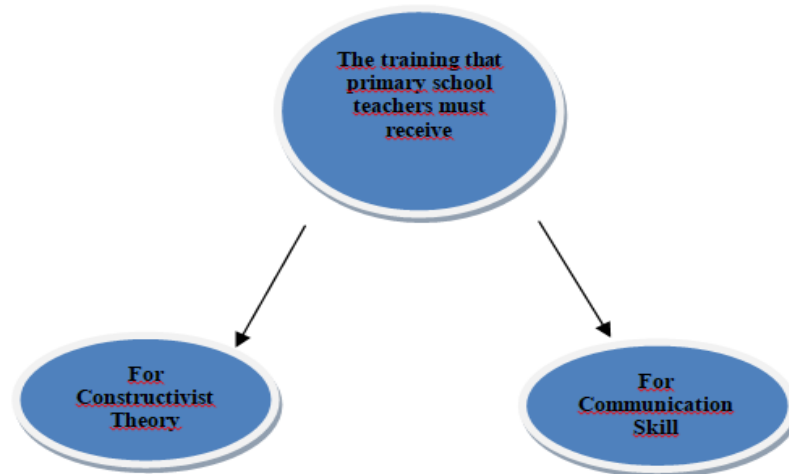 The training that
primary school
teachers must
receive
For
Constructivist
Theory
For
Communication
Skill